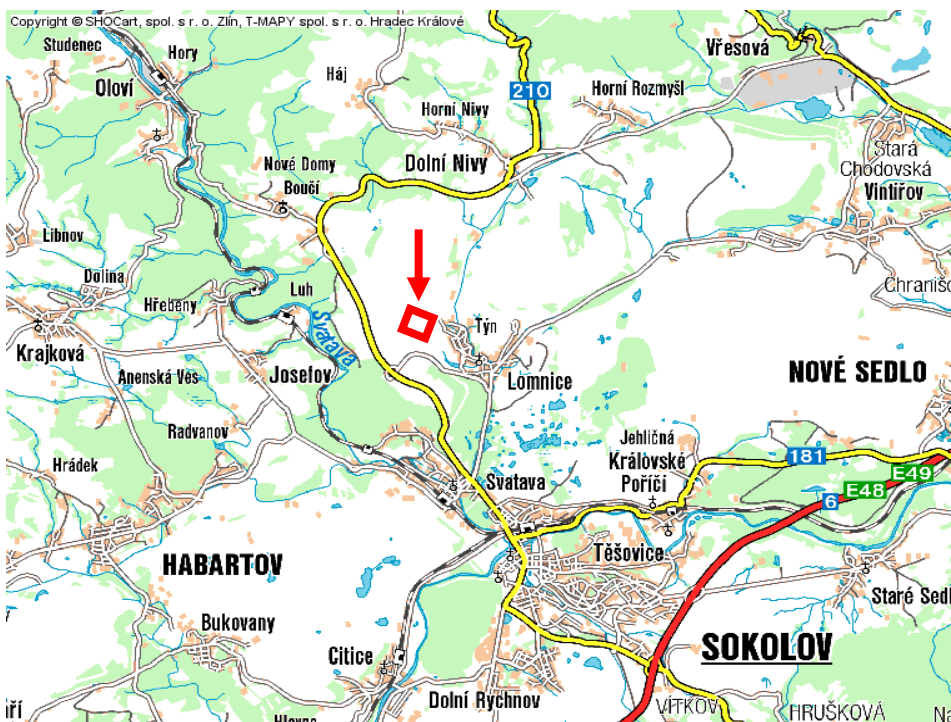 Copyright © SHOCart, spol. s r. o. Zlín, T-MAPY spol. s r. o. Hradec Králové
Studenec
Hory
Oloví
Háj
210
Vřesová
Horní Rozmyšl
Horní Nivy
Dolní Nivy
Stará
Chodovská
Vintířov
Nové Domy
Boučí
Libnov
Dolina
Hřebeny
Luh
Svatava
Týn
Krajková
Anenská Ves
Josefov
Lomnice
NOVÉ SEDLO
Radvanov
Hrádek
Jehličná
Královské
Poříčí
181
E49
E48
6
Svatava
HABARTOV
Těšovice
Staré
Bukovany
Citice
SOKOLOV
Dolní Rychnov
VÍTKOV